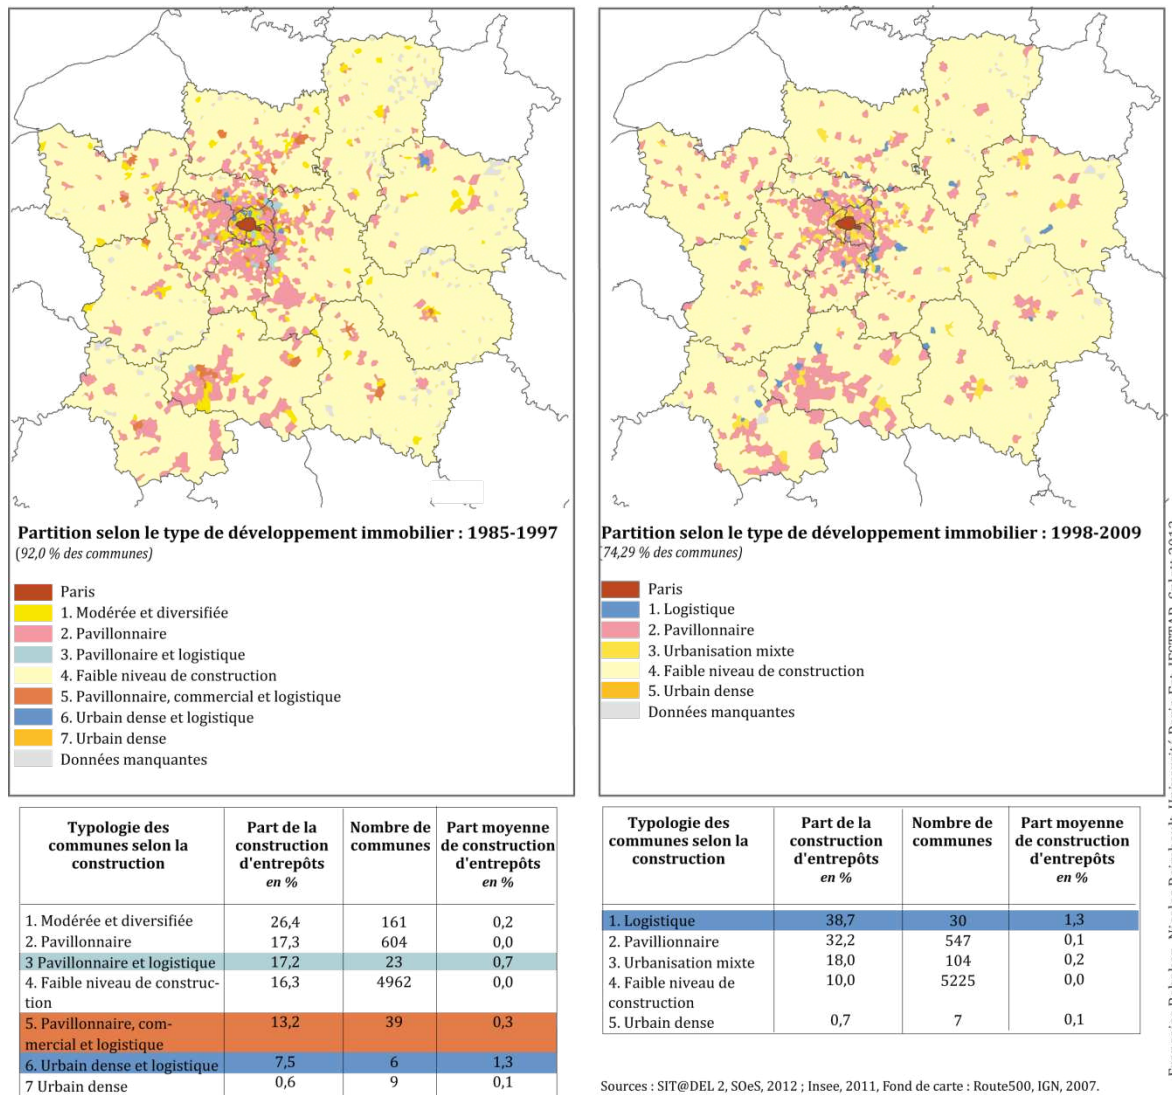 Partition selon le type de développement immobilier : 1985-1997
(92,0 % des communes)
Paris
1. Modérée et diversifiée
2. Pavillonnaire
3. Pavillonaire et logistique
4. Faible niveau de construction
5. Pavillonnaire, commercial et logistique
6. Urbain dense et logistique
7. Urbain dense
Données manquantes
Partition selon le type de développement immobilier : 1998-2009
(74,29 % des communes)
Paris
1. Logistique
2. Pavillonnaire
3. Urbanisation mixte
4. Faible niveau de construction
5. Urbain dense
Données manquantes
Typologie des communes selon la construction | Part de la construction d'entrepôts en % | Nombre de communes | Part moyenne de construction d'entrepôts en %
1. Modérée et diversifiée 26,4 161 0,2
2. Pavillonnaire 17,3 604 0,0
3 Pavillonnaire et logistique 17,2 23 0,7
4. Faible niveau de construc- 16,3 4962 0,0
tion
5. Pavillonnaire, com- 13,2 39 0,3
mercial et logistique
6. Urbain dense et logistique 7,5 6 1,3
7 Urbain dense 0,6 9 0,1
Typologie des communes selon la construction | Part de la construction d'entrepôts en % | Nombre de communes | Part moyenne de construction d'entrepôts en %
1. Logistique 38,7 30 1,3
2. Pavillionnaire 32,2 547 0,1
3. Urbanisation mixte 18,0 104 0,2
4. Faible niveau de 10,0 5225 0,0
construction
5. Urbain dense 0,7 7 0,1
Sources : SIT@DEL 2, SOeS, 2012 ; Insee, 2011, Fond de carte : Route500, IGN, 2007.